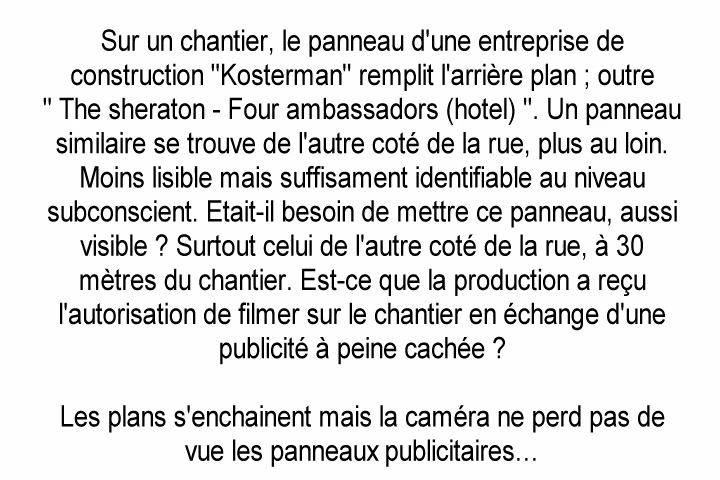 Sur un chantier, le panneau d'une entreprise de
construction "Kosterman" remplit l'arrière plan ; outre
" The sheraton - Four ambassadors (hotel) ". Un panneau
similaire se trouve de l'autre coté de la rue, plus au loin.
Moins lisible mais suffisament identifiable au niveau
subconscient. Etait-il besoin de mettre ce panneau, aussi
visible ? Surtout celui de l'autre coté de la rue, à 30
mètres du chantier. Est-ce que la production a reçu
l'autorisation de filmer sur le chantier en échange d'une
publicité à peine cachée ?
Les plans s'enchainent mais la caméra ne perd pas de
vue les panneaux publicitaires...